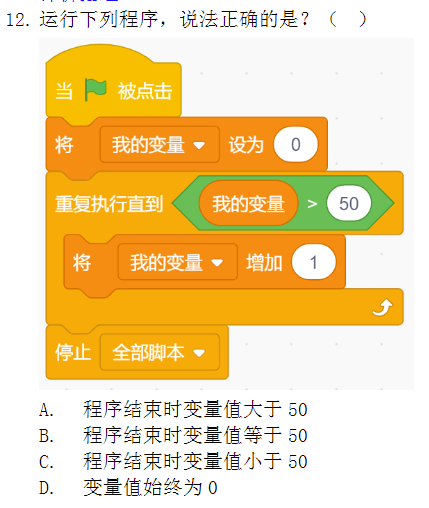 12. 运行下列程序，说法正确的是？（ ）
当 被点击
将 我的变量 设为 0
重复执行直到 我的变量 > 50
将 我的变量 增加 1
停止 全部脚本
A. 程序结束时变量值大于 50
B. 程序结束时变量值等于 50
C. 程序结束时变量值小于 50
D. 变量值始终为 0